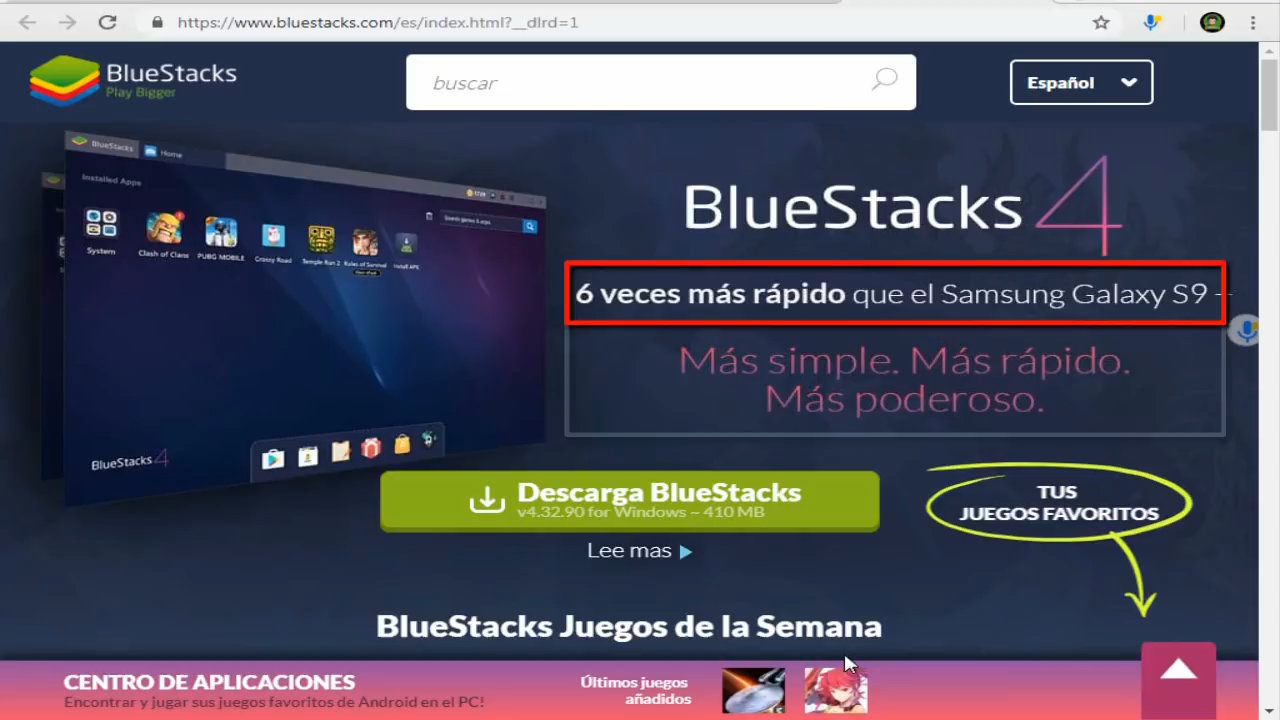 https://www.bluestacks.com/es/index.html?__dlrd=1
BlueStacks
Play Bigger
buscar
Español
BlueStacks
Home
Installed Apps
Search games & apps
System
Clash of Clans
PUBG MOBILE
Crossy Road
Temple Run 2
Rules of Survival
Install APK
BlueStacks 4
BlueStacks 4
6 veces más rápido que el Samsung Galaxy S9 -
Más simple. Más rápido.
Más poderoso.
Descarga BlueStacks
v4.32.90 for Windows ~ 410 MB
TUS
JUEGOS FAVORITOS
Lee mas
BlueStacks Juegos de la Semana
CENTRO DE APLICACIONES
Encontrar y jugar sus juegos favoritos de Android en el PC!
Últimos juegos
añadidos